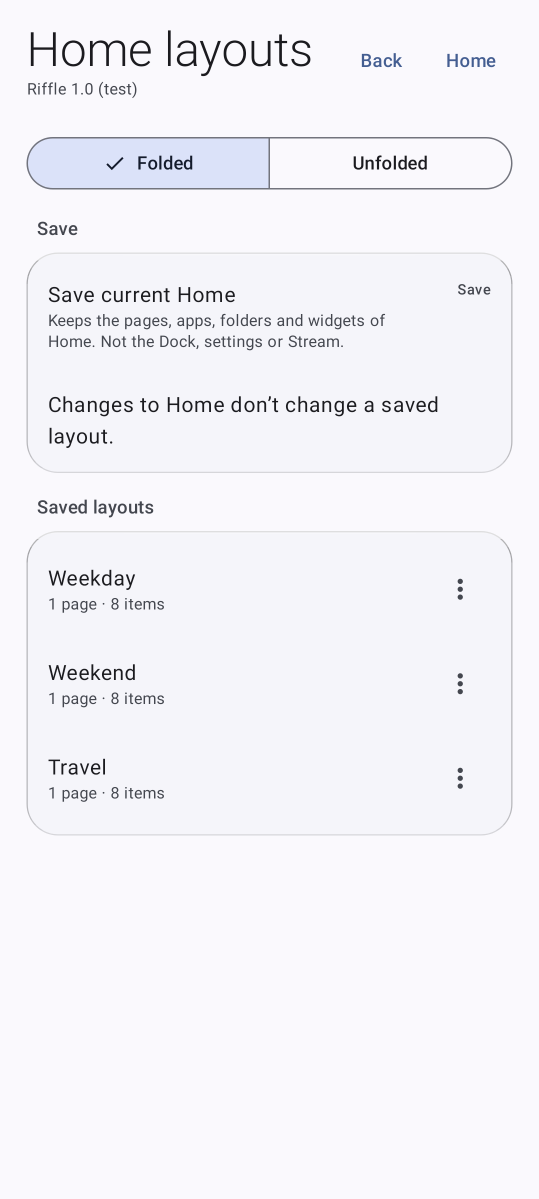 Home layouts
Back
Home
Riffle 1.0 (test)
Folded
Unfolded
Save
Save current Home
Save
Keeps the pages, apps, folders and widgets of
Home. Not the Dock, settings or Stream.
Changes to Home don’t change a saved
layout.
Saved layouts
Weekday
1 page · 8 items
Weekend
1 page · 8 items
Travel
1 page · 8 items